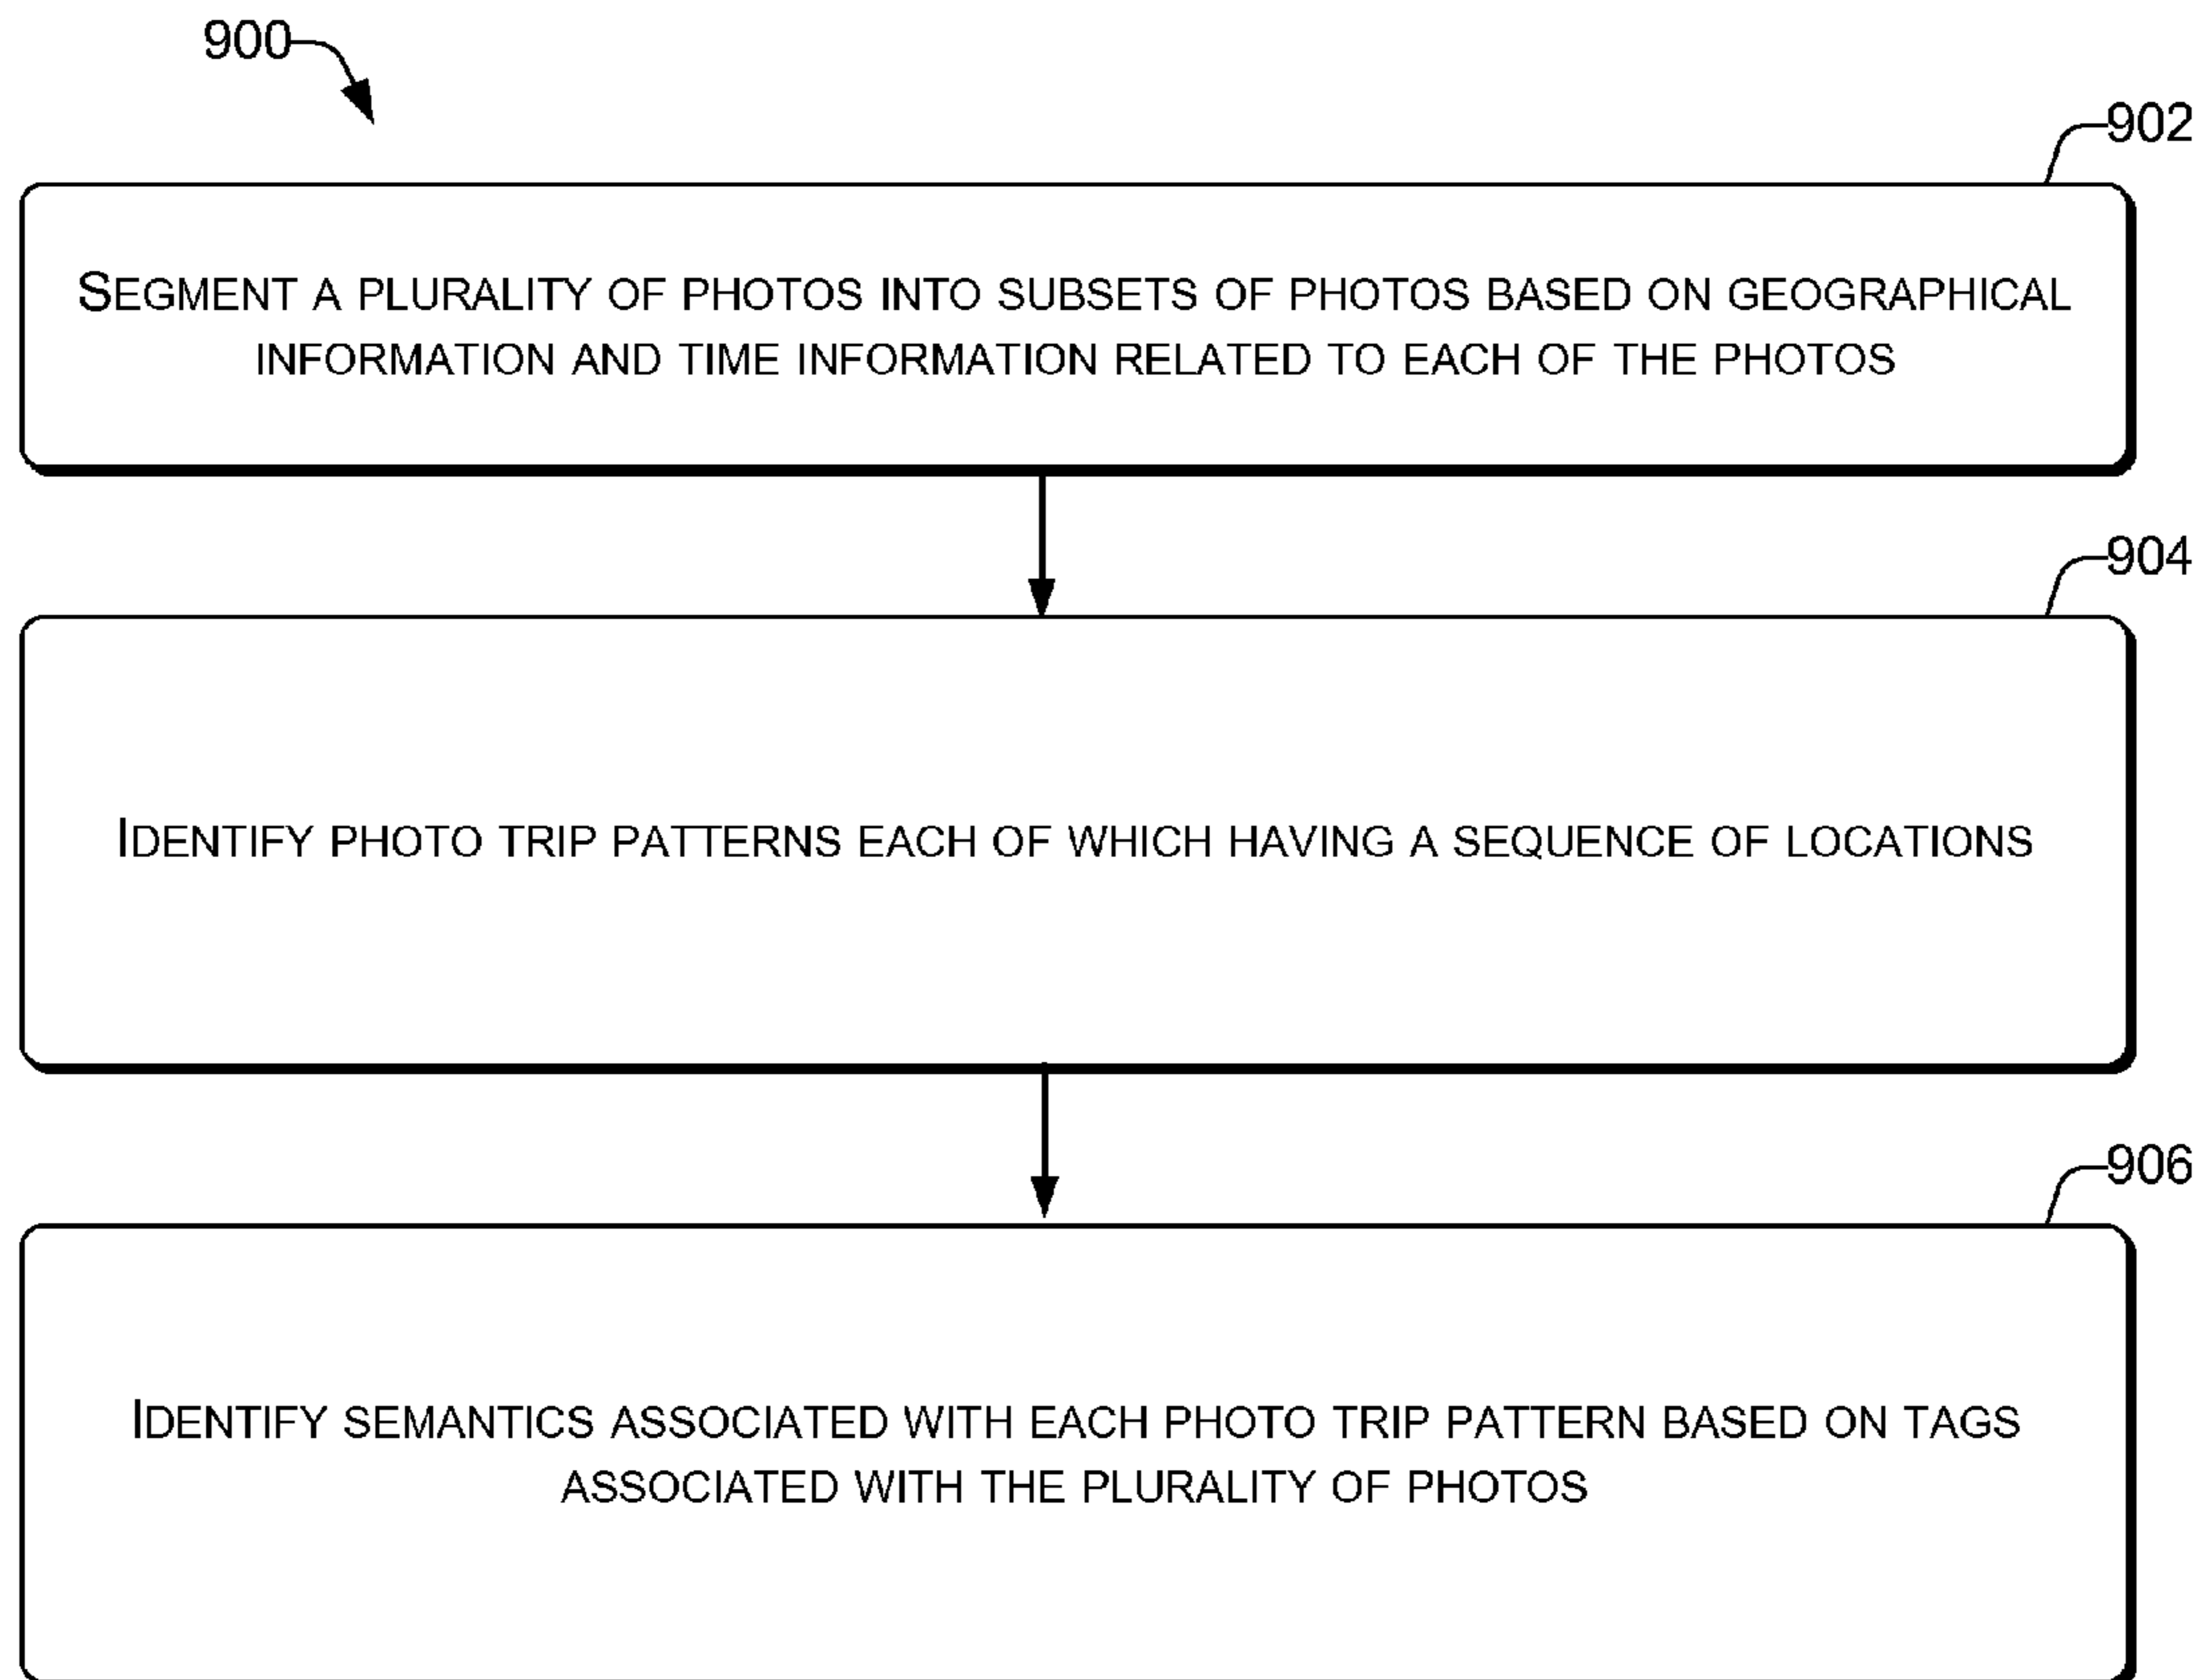 900
902
SEGMENT A PLURALITY OF PHOTOS INTO SUBSETS OF PHOTOS BASED ON GEOGRAPHICAL
INFORMATION AND TIME INFORMATION RELATED TO EACH OF THE PHOTOS
904
IDENTIFY PHOTO TRIP PATTERNS EACH OF WHICH HAVING A SEQUENCE OF LOCATIONS
906
IDENTIFY SEMANTICS ASSOCIATED WITH EACH PHOTO TRIP PATTERN BASED ON TAGS
ASSOCIATED WITH THE PLURALITY OF PHOTOS